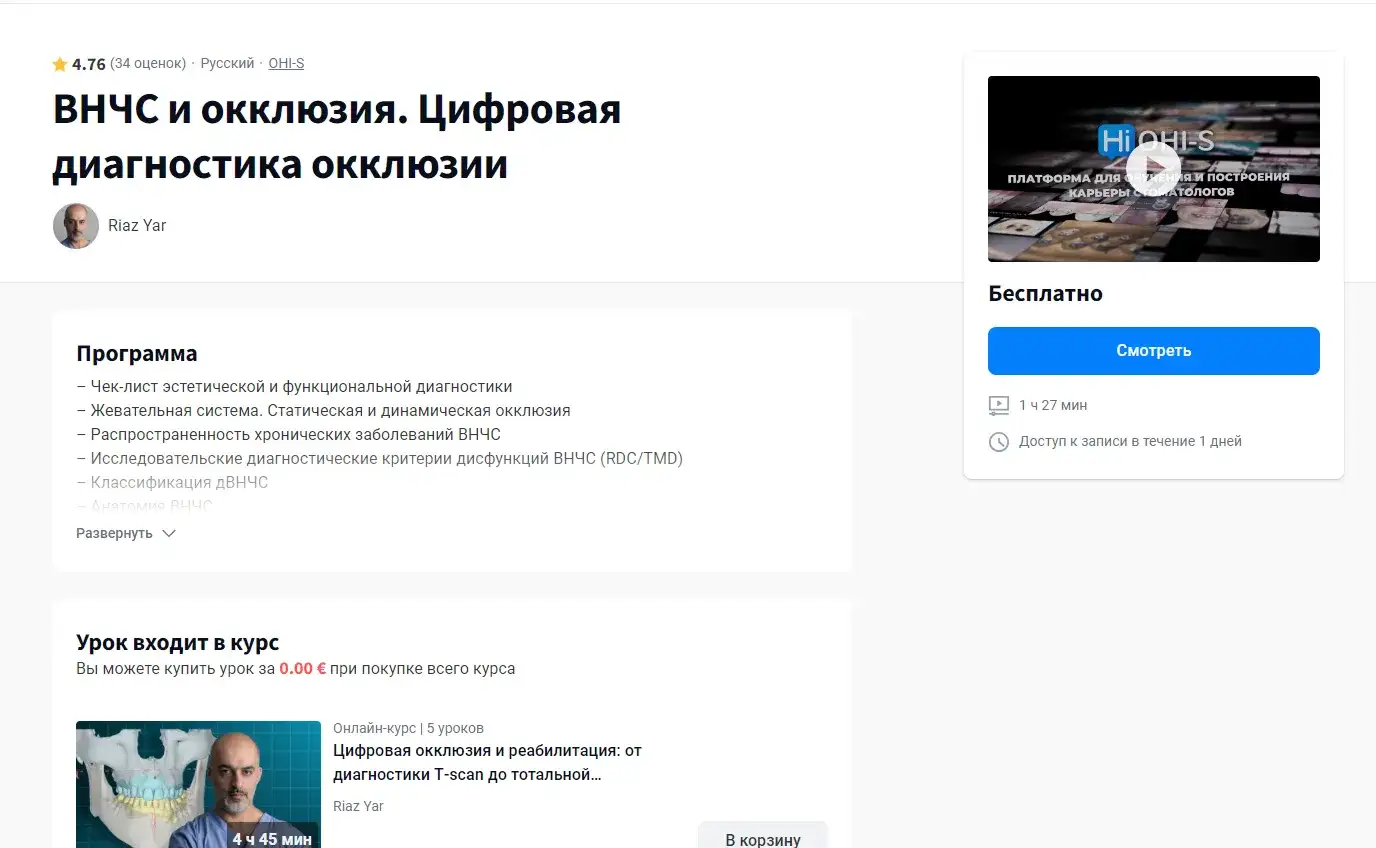 4.76 (34 оценок) · Русский · OHI-S
ВНЧС и окклюзия. Цифровая
диагностика окклюзии
Riaz Yar
Hi OHI-S
ПЛАТФОРМА ДЛЯ ОБУЧЕНИЯ И ПОСТРОЕНИЯ
КАРЬЕРЫ СТОМАТОЛОГОВ
Бесплатно
Смотреть
1 ч 27 мин
Доступ к записи в течение 1 дней
Программа
– Чек-лист эстетической и функциональной диагностики
– Жевательная система. Статическая и динамическая окклюзия
– Распространенность хронических заболеваний ВНЧС
– Исследовательские диагностические критерии дисфункций ВНЧС (RDC/TMD)
– Классификация дВНЧС
– Анатомия ВНЧС
Развернуть
Урок входит в курс
Вы можете купить урок за 0.00 € при покупке всего курса
Онлайн-курс | 5 уроков
Цифровая окклюзия и реабилитация: от
диагностики T-scan до тотальной...
Riaz Yar
4 ч 45 мин
В корзину